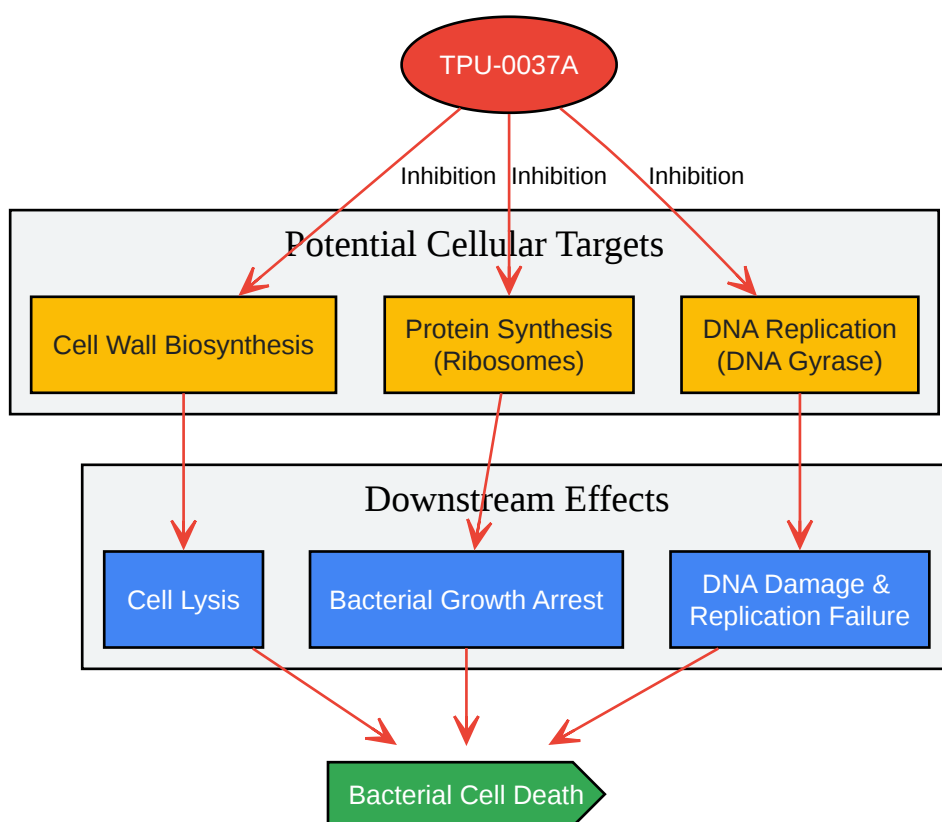 TPU-0037A
Inhibition
Inhibition
Inhibition
Potential Cellular Targets
Cell Wall Biosynthesis
Protein Synthesis
(Ribosomes)
DNA Replication
(DNA Gyrase)
Downstream Effects
Cell Lysis
Bacterial Growth Arrest
DNA Damage &
Replication Failure
Bacterial Cell Death